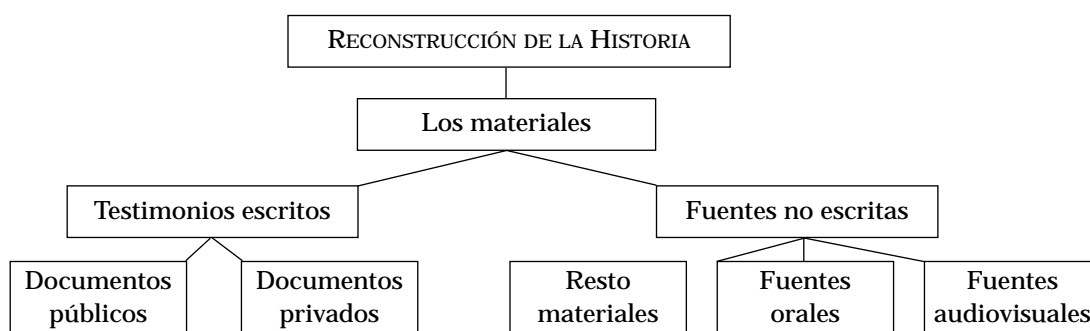 RECONSTRUCCIÓN DE LA HISTORIA
Los materiales
Testimonios escritos
Fuentes no escritas
Documentos
públicos
Documentos
privados
Resto
materiales
Fuentes
orales
Fuentes
audiovisuales